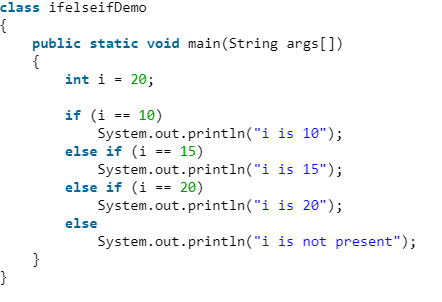 class ifelseifDemo
{
    public static void main(String args[])
    {
        int i = 20;

        if (i == 10)
            System.out.println("i is 10");
        else if (i == 15)
            System.out.println("i is 15");
        else if (i == 20)
            System.out.println("i is 20");
        else
            System.out.println("i is not present");
    }
}